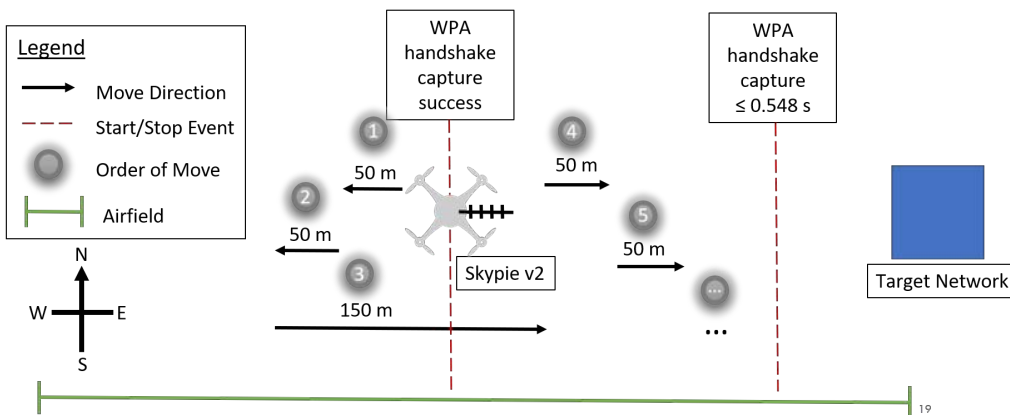 Legend
Move Direction
Start/Stop Event
Order of Move
Airfield
N
W
E
S
WPA
handshake
capture
success
WPA
handshake
capture
≤ 0.548 s
1
50 m
2
50 m
3
150 m
4
50 m
5
50 m
...
...
Skypie v2
Target Network
19